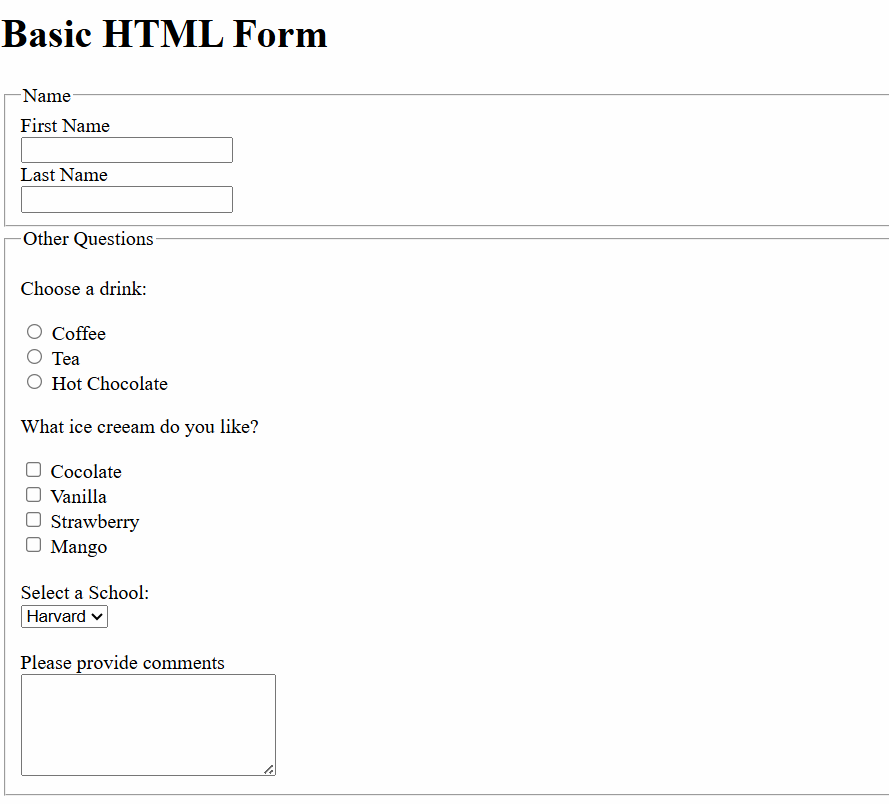 Basic HTML Form
Name
First Name
Last Name
Other Questions
Choose a drink:
Coffee
Tea
Hot Chocolate
What ice creeam do you like?
Cocolate
Vanilla
Strawberry
Mango
Select a School:
Harvard
Please provide comments